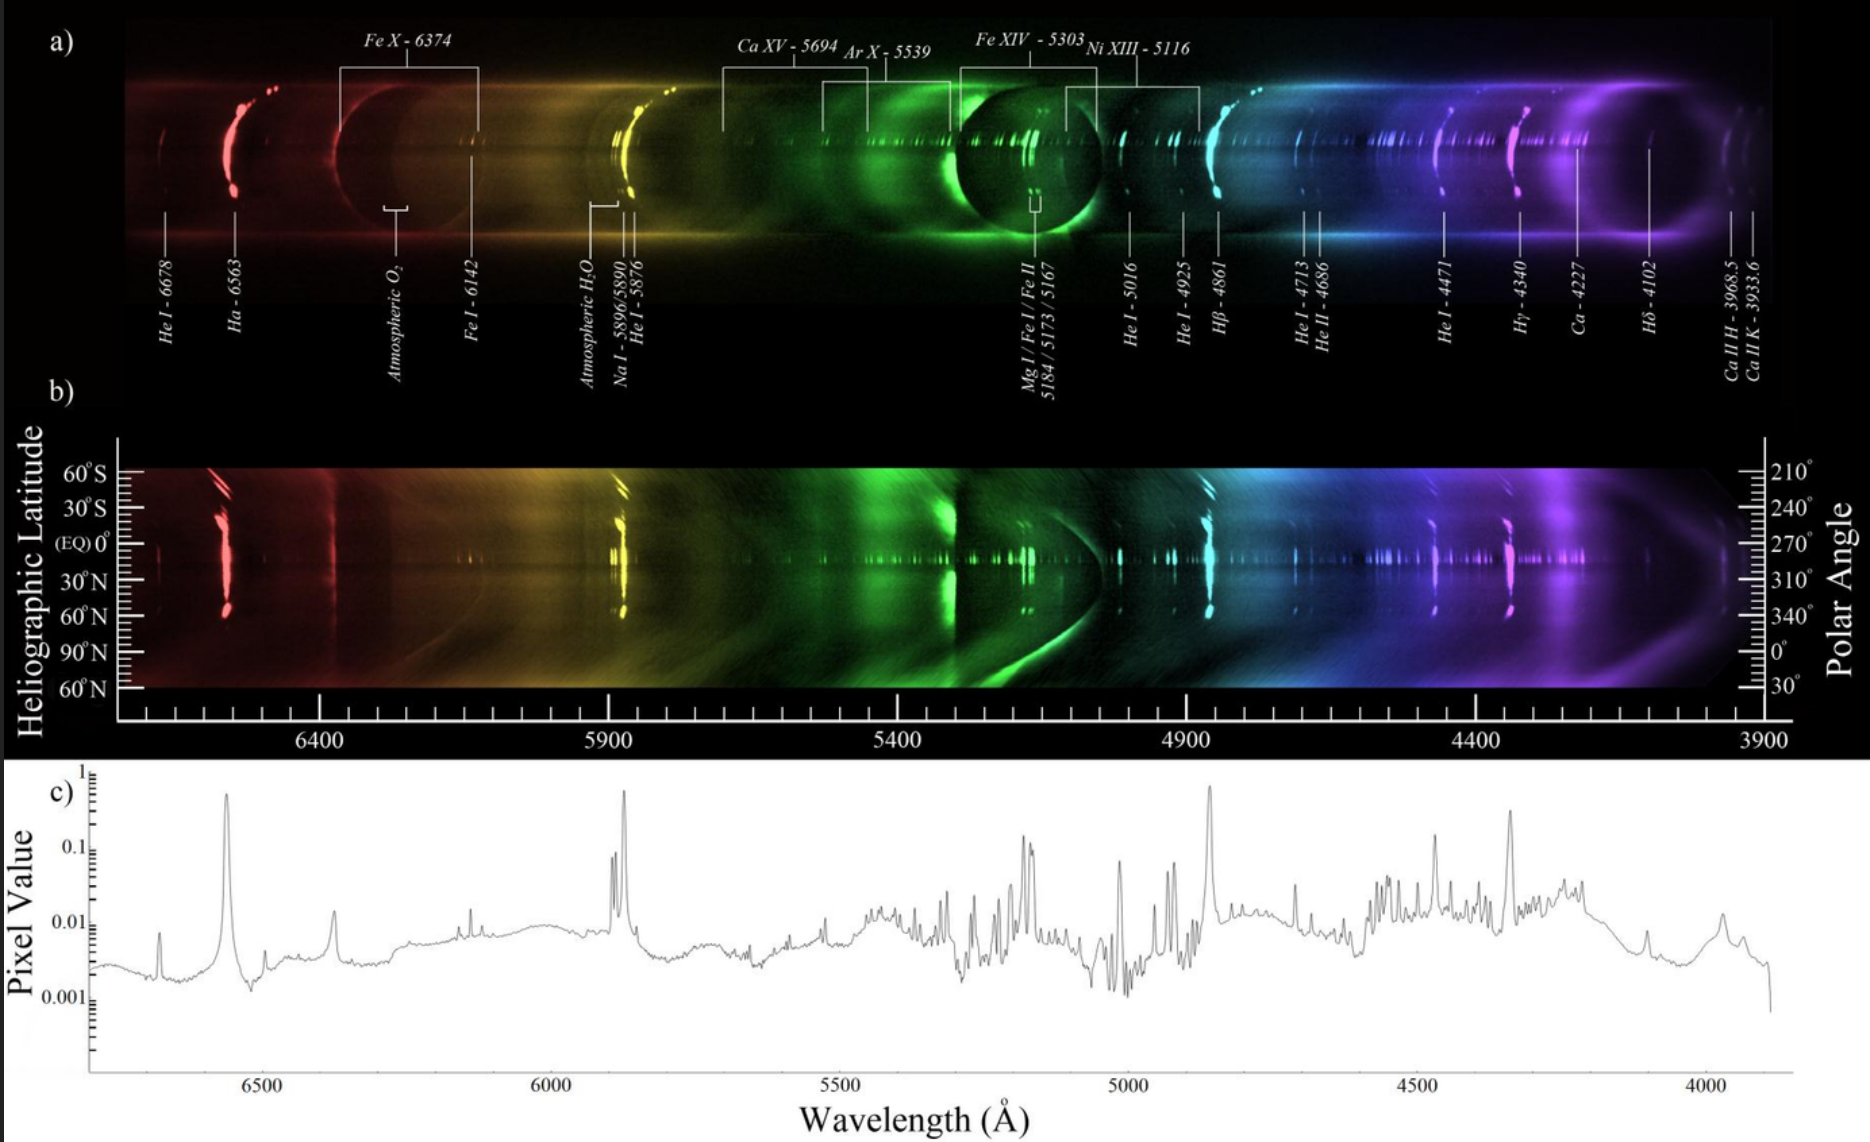 a)
Fe X - 6374
Ca XV - 5694
Ar X - 5539
Fe XIV - 5303
Ni XIII - 5116
He I - 6678
Hα - 6563
Atmospheric O₂
Fe I - 6142
Atmospheric H₂O
Na I - 5896/5890
He I - 5876
Mg I / Fe I / Fe II
5184 / 5173 / 5167
He I - 5016
He I - 4925
Hβ - 4861
He I - 4713
He II - 4686
He I - 4471
Hγ - 4340
Ca - 4227
Hδ - 4102
Ca II H - 3968.5
Ca II K - 3933.6
b)
Heliographic Latitude
60°S
30°S
(EQ) 0°
30°N
60°N
90°N
60°N
210°
240°
270°
310°
340°
0°
30°
Polar Angle
6400 5900 5400 4900 4400 3900
c)
Pixel Value
1
0.1
0.01
0.001
6500 6000 5500 5000 4500 4000
Wavelength (Å)